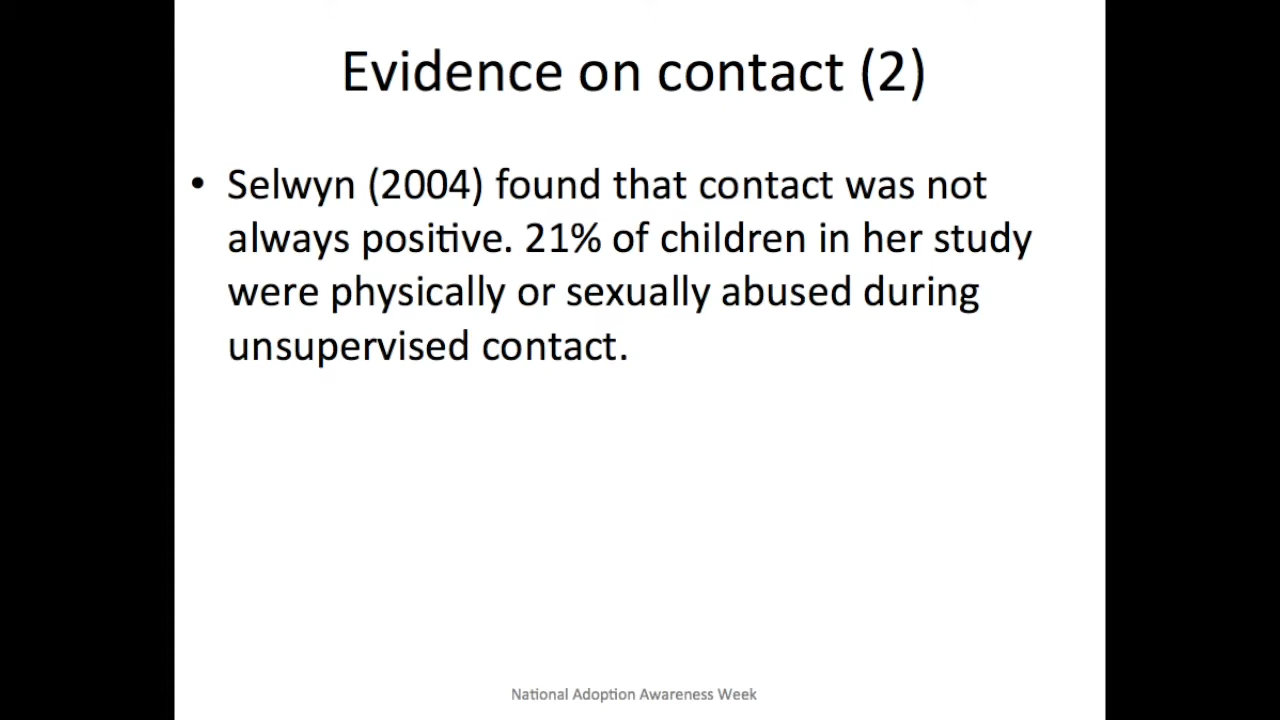 Evidence on contact (2)
• Selwyn (2004) found that contact was not
always positive. 21% of children in her study
were physically or sexually abused during
unsupervised contact.
National Adoption Awareness Week